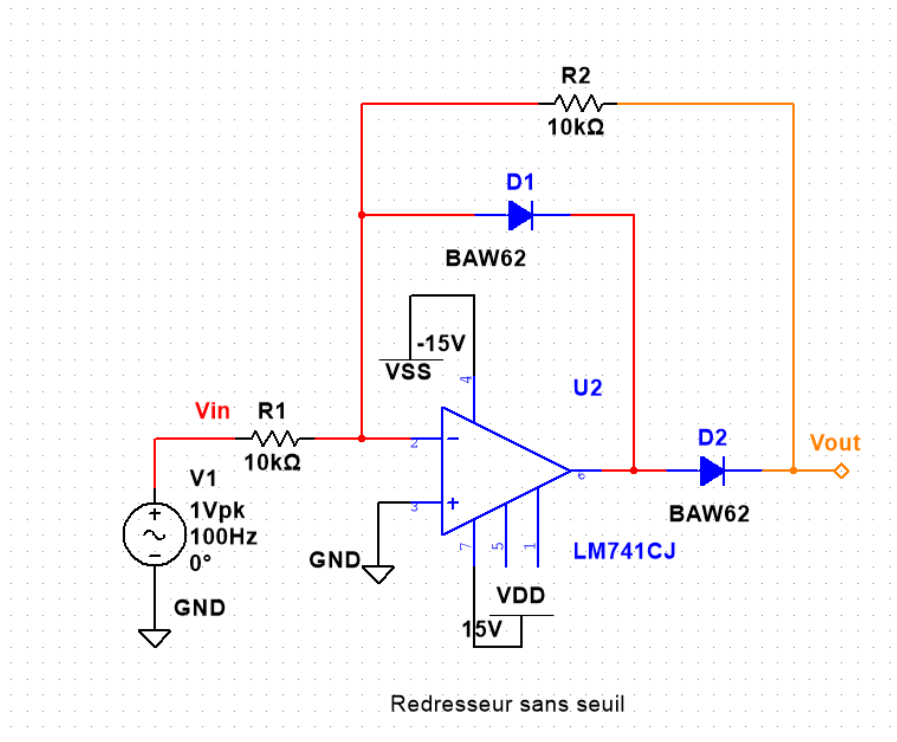 R2
10kΩ
D1
BAW62
-15V
VSS
4
U2
Vin
R1
10kΩ
2
6
D2
Vout
BAW62
V1
1Vpk
100Hz
0°
3
GND
7
5
1
LM741CJ
GND
VDD
15V
Redresseur sans seuil